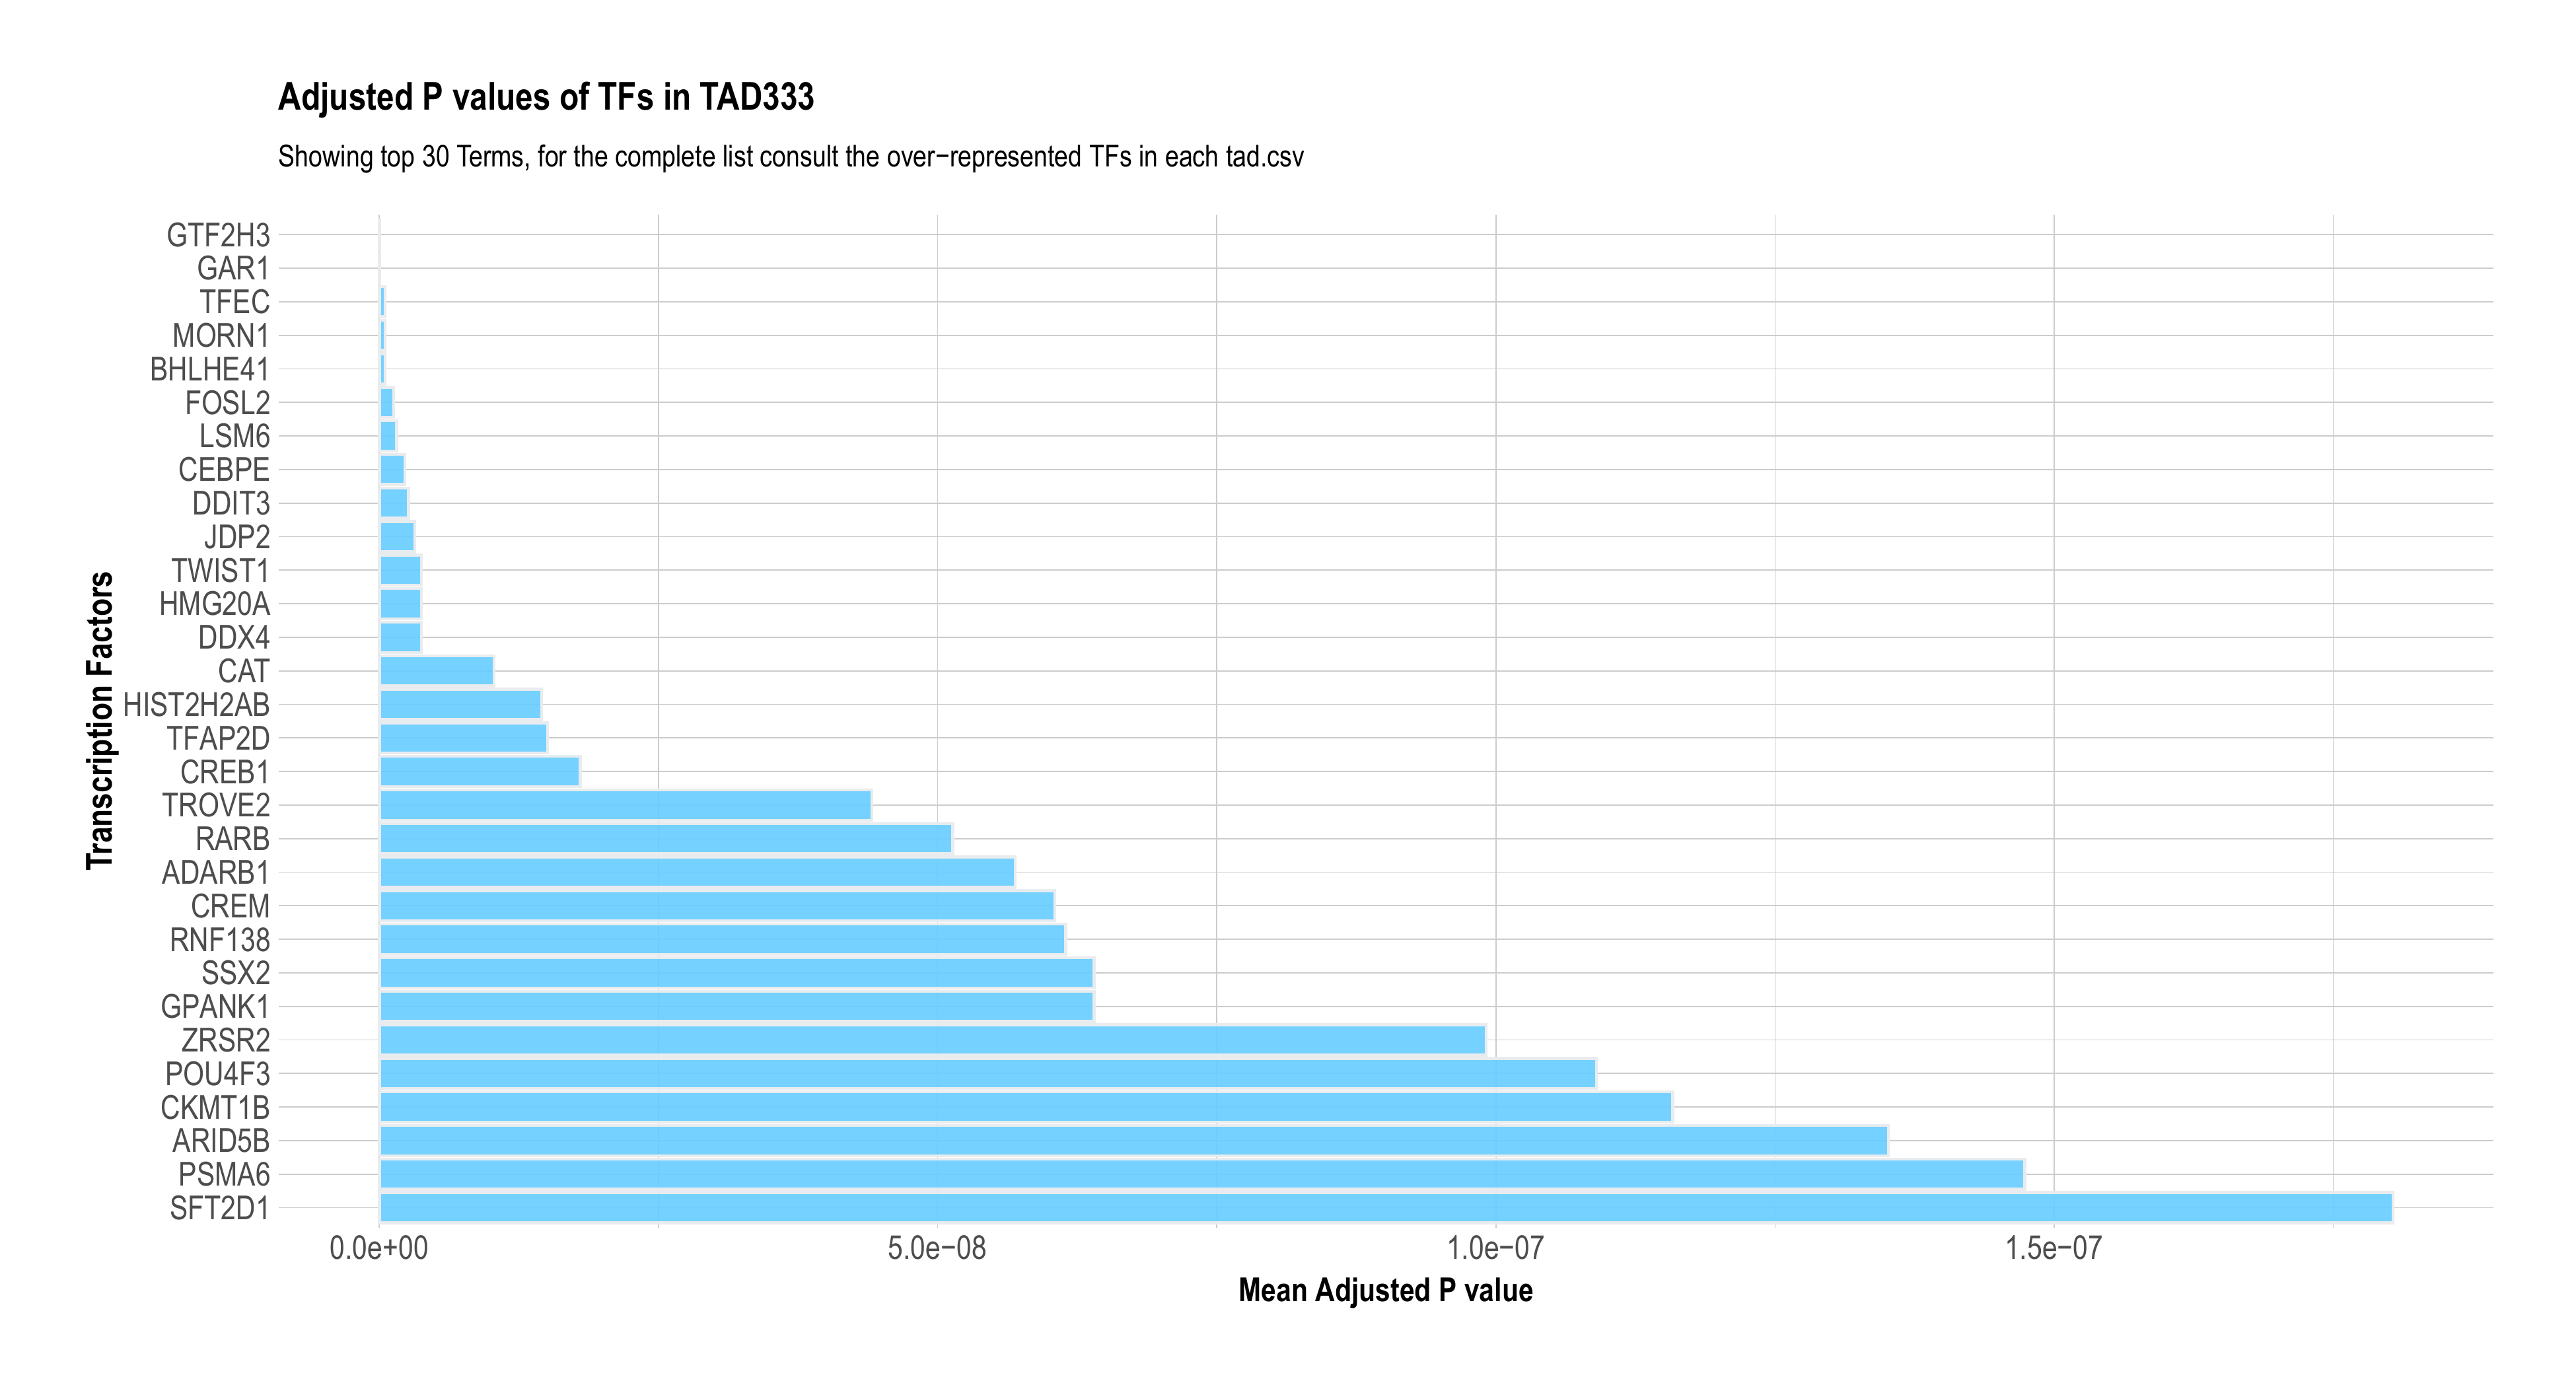 Adjusted P values of TFs in TAD333
Showing top 30 Terms, for the complete list consult the over−represented TFs in each tad.csv
Transcription Factors
GTF2H3
GAR1
TFEC
MORN1
BHLHE41
FOSL2
LSM6
CEBPE
DDIT3
JDP2
TWIST1
HMG20A
DDX4
CAT
HIST2H2AB
TFAP2D
CREB1
TROVE2
RARB
ADARB1
CREM
RNF138
SSX2
GPANK1
ZRSR2
POU4F3
CKMT1B
ARID5B
PSMA6
SFT2D1
0.0e+00 5.0e−08 1.0e−07 1.5e−07
Mean Adjusted P value